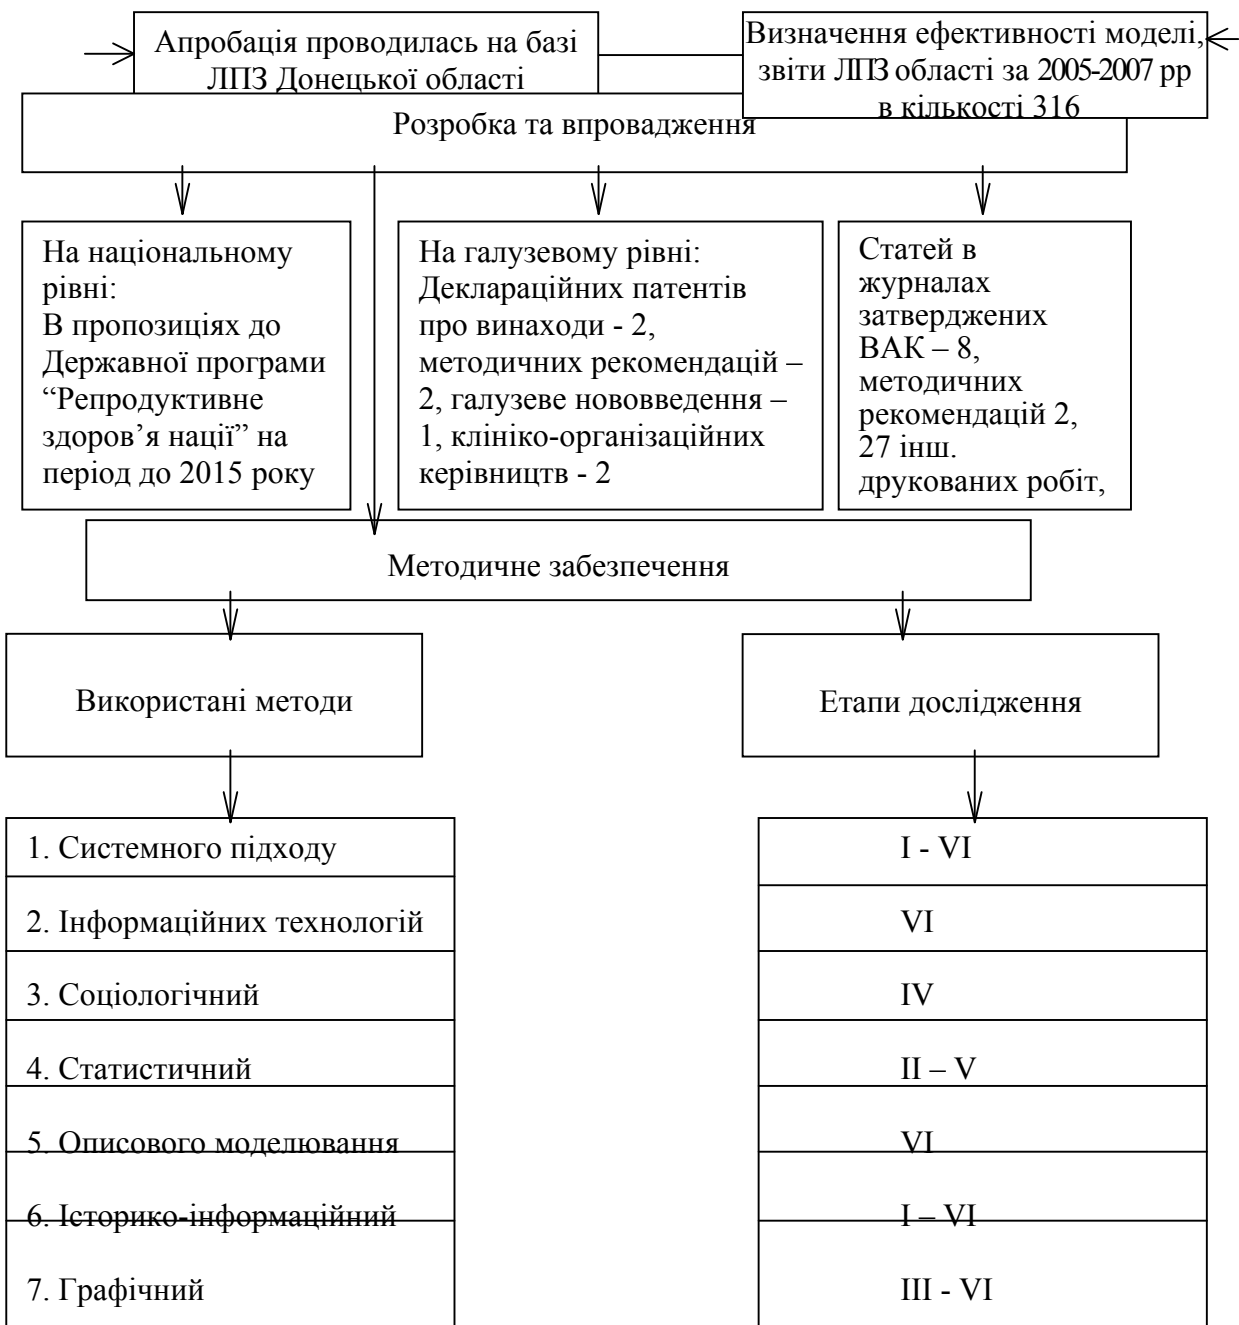 Апробація проводилась на базі
ЛПЗ Донецької області
Визначення ефективності моделі,
звіти ЛПЗ області за 2005-2007 рр
в кількості 316
Розробка та впровадження
На національному
рівні:
В пропозиціях до
Державної програми
“Репродуктивне
здоров’я нації” на
період до 2015 року
На галузевому рівні:
Деклараційних патентів
про винаходи - 2,
методичних рекомендацій –
2, галузеве нововведення –
1, клініко-організаційних
керівництв - 2
Статей в
журналах
затверджених
ВАК – 8,
методичних
рекомендацій 2,
27 інш.
друкованих робіт,
Методичне забезпечення
Використані методи
Етапи дослідження
1. Системного підходу
I - VI
2. Інформаційних технологій
VI
3. Соціологічний
IV
4. Статистичний
II – V
5. Описового моделювання
VI
6. Історико-інформаційний
I – VI
7. Графічний
III - VI